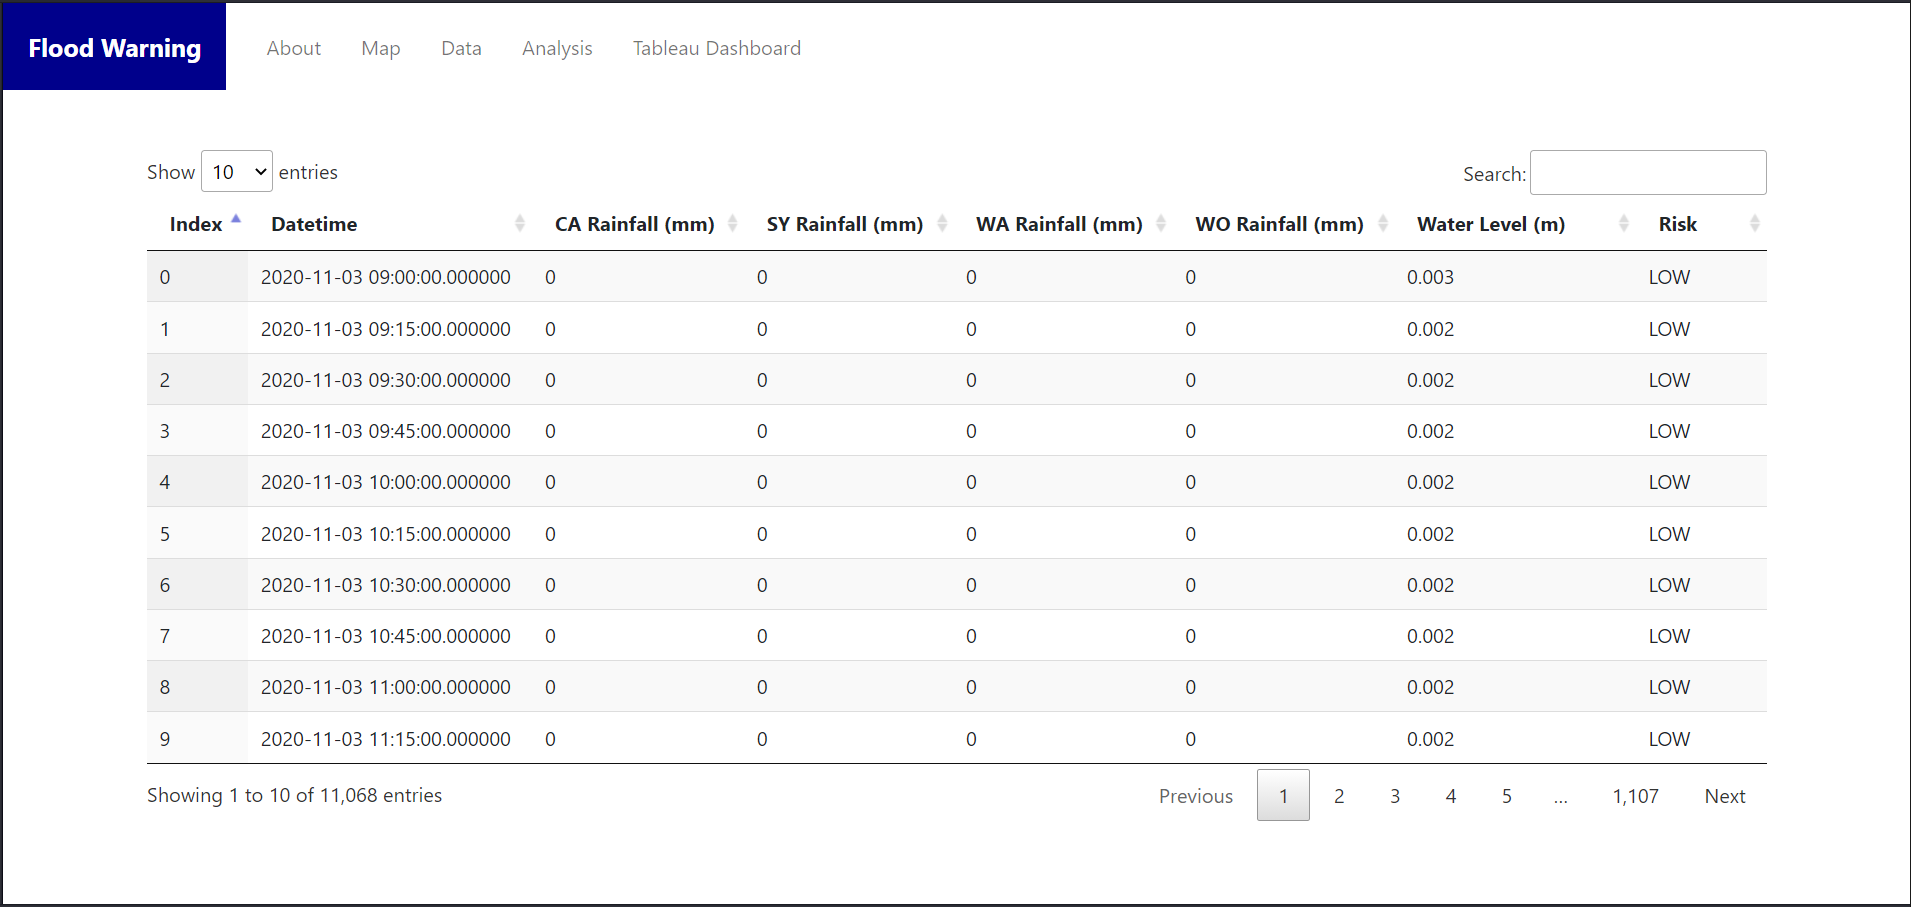 Flood Warning About Map Data Analysis Tableau Dashboard
Show 10 entries Search:
Index Datetime CA Rainfall (mm) SY Rainfall (mm) WA Rainfall (mm) WO Rainfall (mm) Water Level (m) Risk
0 2020-11-03 09:00:00.000000 0 0 0 0 0.003 LOW
1 2020-11-03 09:15:00.000000 0 0 0 0 0.002 LOW
2 2020-11-03 09:30:00.000000 0 0 0 0 0.002 LOW
3 2020-11-03 09:45:00.000000 0 0 0 0 0.002 LOW
4 2020-11-03 10:00:00.000000 0 0 0 0 0.002 LOW
5 2020-11-03 10:15:00.000000 0 0 0 0 0.002 LOW
6 2020-11-03 10:30:00.000000 0 0 0 0 0.002 LOW
7 2020-11-03 10:45:00.000000 0 0 0 0 0.002 LOW
8 2020-11-03 11:00:00.000000 0 0 0 0 0.002 LOW
9 2020-11-03 11:15:00.000000 0 0 0 0 0.002 LOW
Showing 1 to 10 of 11,068 entries Previous 1 2 3 4 5 ... 1,107 Next